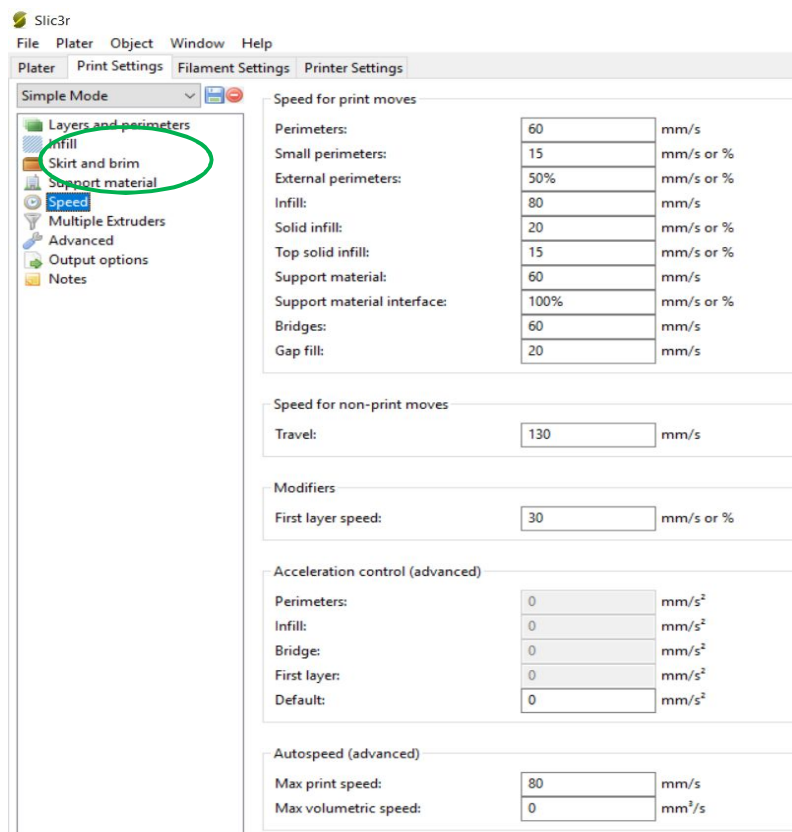 Slic3r
File Plater Object Window Help
Plater Print Settings Filament Settings Printer Settings
Simple Mode
Layers and perimeters
Infill
Skirt and brim
Support material
Speed
Multiple Extruders
Advanced
Output options
Notes
Speed for print moves
Perimeters: 60 mm/s
Small perimeters: 15 mm/s or %
External perimeters: 50% mm/s or %
Infill: 80 mm/s
Solid infill: 20 mm/s or %
Top solid infill: 15 mm/s or %
Support material: 60 mm/s
Support material interface: 100% mm/s or %
Bridges: 60 mm/s
Gap fill: 20 mm/s
Speed for non-print moves
Travel: 130 mm/s
Modifiers
First layer speed: 30 mm/s or %
Acceleration control (advanced)
Perimeters: 0 mm/s²
Infill: 0 mm/s²
Bridge: 0 mm/s²
First layer: 0 mm/s²
Default: 0 mm/s²
Autospeed (advanced)
Max print speed: 80 mm/s
Max volumetric speed: 0 mm³/s